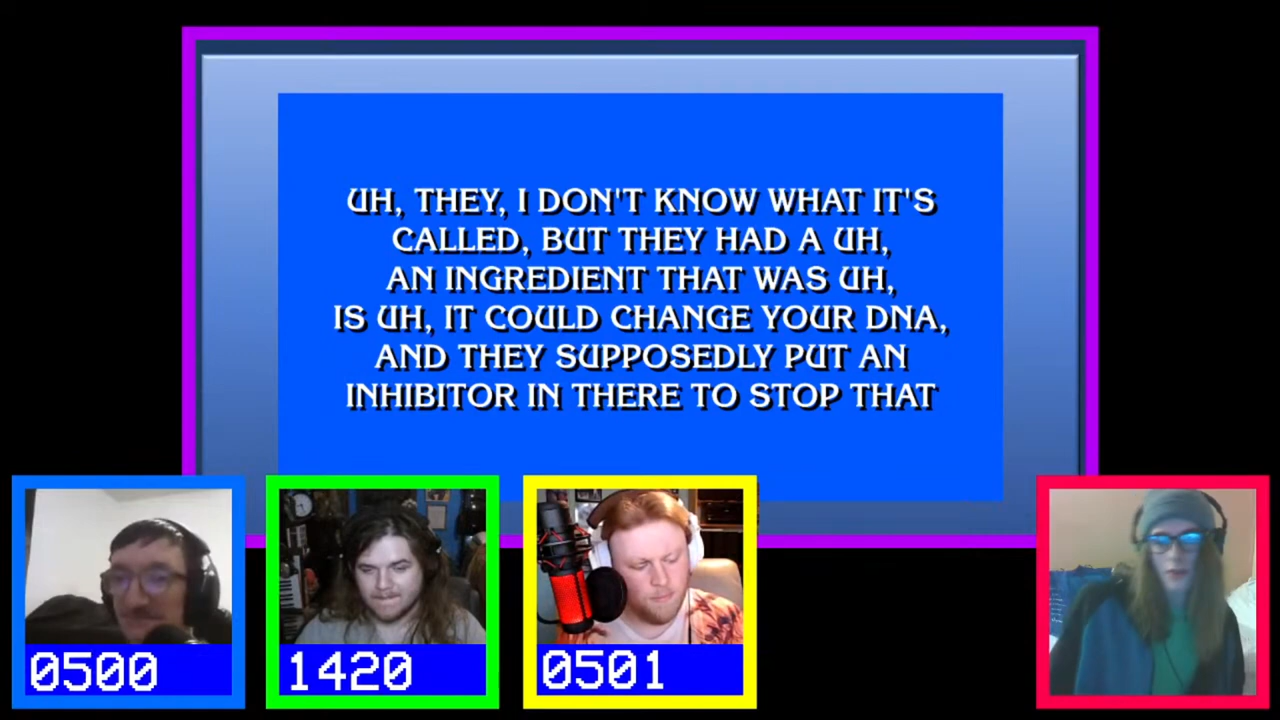 UH, THEY, I DON'T KNOW WHAT IT'S
CALLED, BUT THEY HAD A UH,
AN INGREDIENT THAT WAS UH,
IS UH, IT COULD CHANGE YOUR DNA,
AND THEY SUPPOSEDLY PUT AN
INHIBITOR IN THERE TO STOP THAT
0500
1420
0501